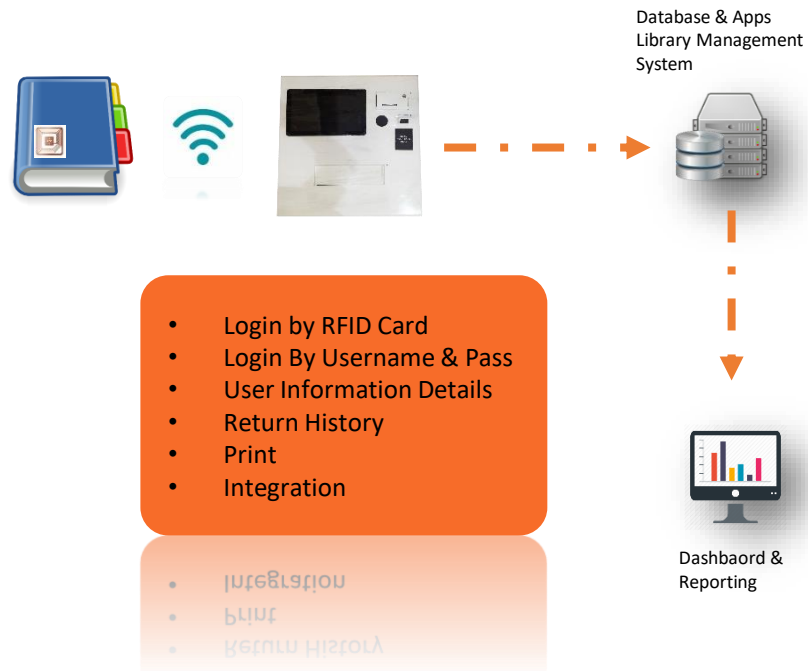 Database & Apps
Library Management
System
• Login by RFID Card
• Login By Username & Pass
• User Information Details
• Return History
• Print
• Integration
Dashbaord &
Reporting